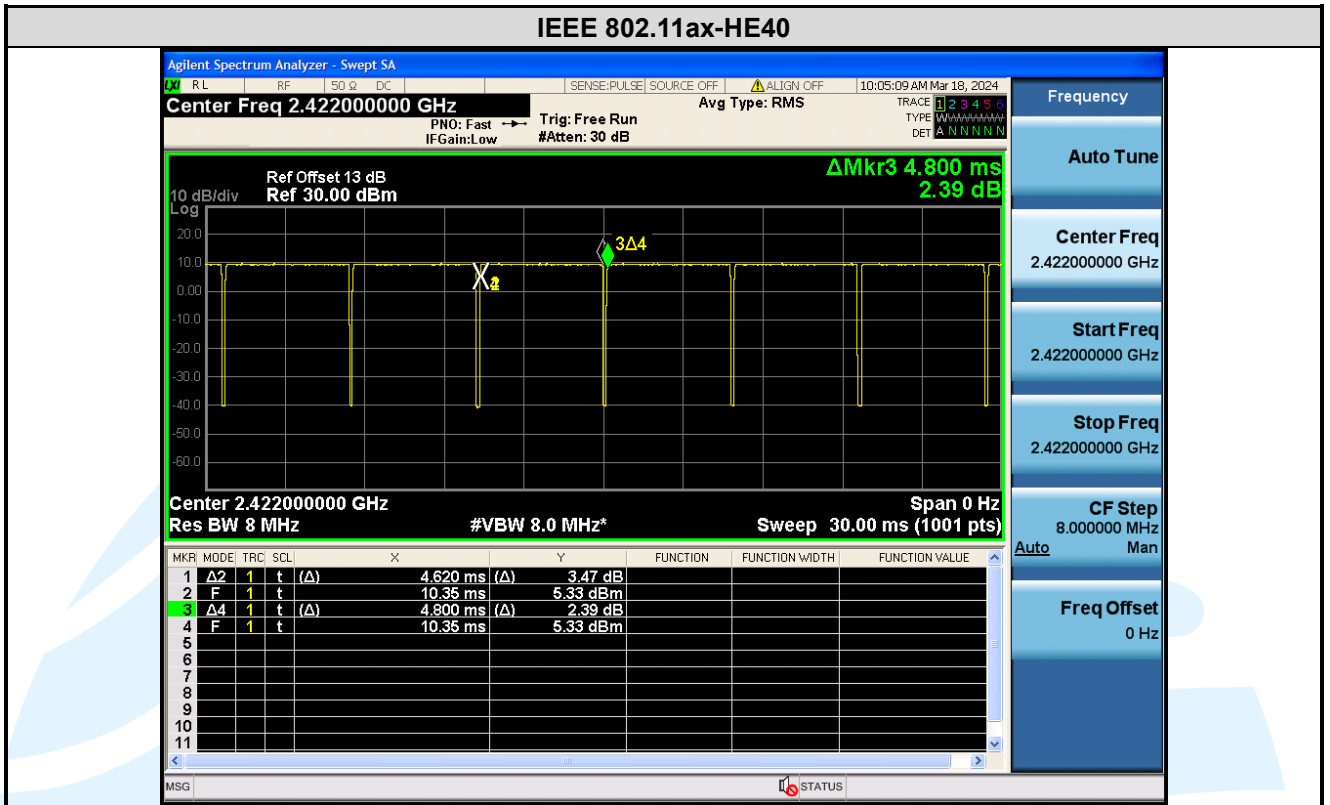 IEEE 802.11ax-HE40
Agilent Spectrum Analyzer - Swept SA
LXI RL RF 50 Ω DC SENSE:PULSE SOURCE OFF ALIGN OFF 10:05:09 AM Mar 18, 2024
Center Freq 2.422000000 GHz
PNO: Fast
IFGain:Low
Trig: Free Run
#Atten: 30 dB
Avg Type: RMS
TRACE 1 2 3 4 5 6
TYPE WWWWWW
DET A N N N N N
ΔMkr3 4.800 ms
2.39 dB
Ref Offset 13 dB
Ref 30.00 dBm
10 dB/div
Log
20.0
10.0
0.00
-10.0
-20.0
-30.0
-40.0
-50.0
-60.0
3Δ4
Center 2.422000000 GHz
Span 0 Hz
Res BW 8 MHz
#VBW 8.0 MHz*
Sweep 30.00 ms (1001 pts)
MKR MODE TRC SCL X Y FUNCTION FUNCTION WIDTH FUNCTION VALUE
1 Δ2 1 t (Δ) 4.620 ms (Δ) 3.47 dB
2 F 1 t 10.35 ms 5.33 dBm
3 Δ4 1 t (Δ) 4.800 ms (Δ) 2.39 dB
4 F 1 t 10.35 ms 5.33 dBm
5
6
7
8
9
10
11
MSG
STATUS
Frequency
Auto Tune
Center Freq
2.422000000 GHz
Start Freq
2.422000000 GHz
Stop Freq
2.422000000 GHz
CF Step
8.000000 MHz
Auto Man
Freq Offset
0 Hz